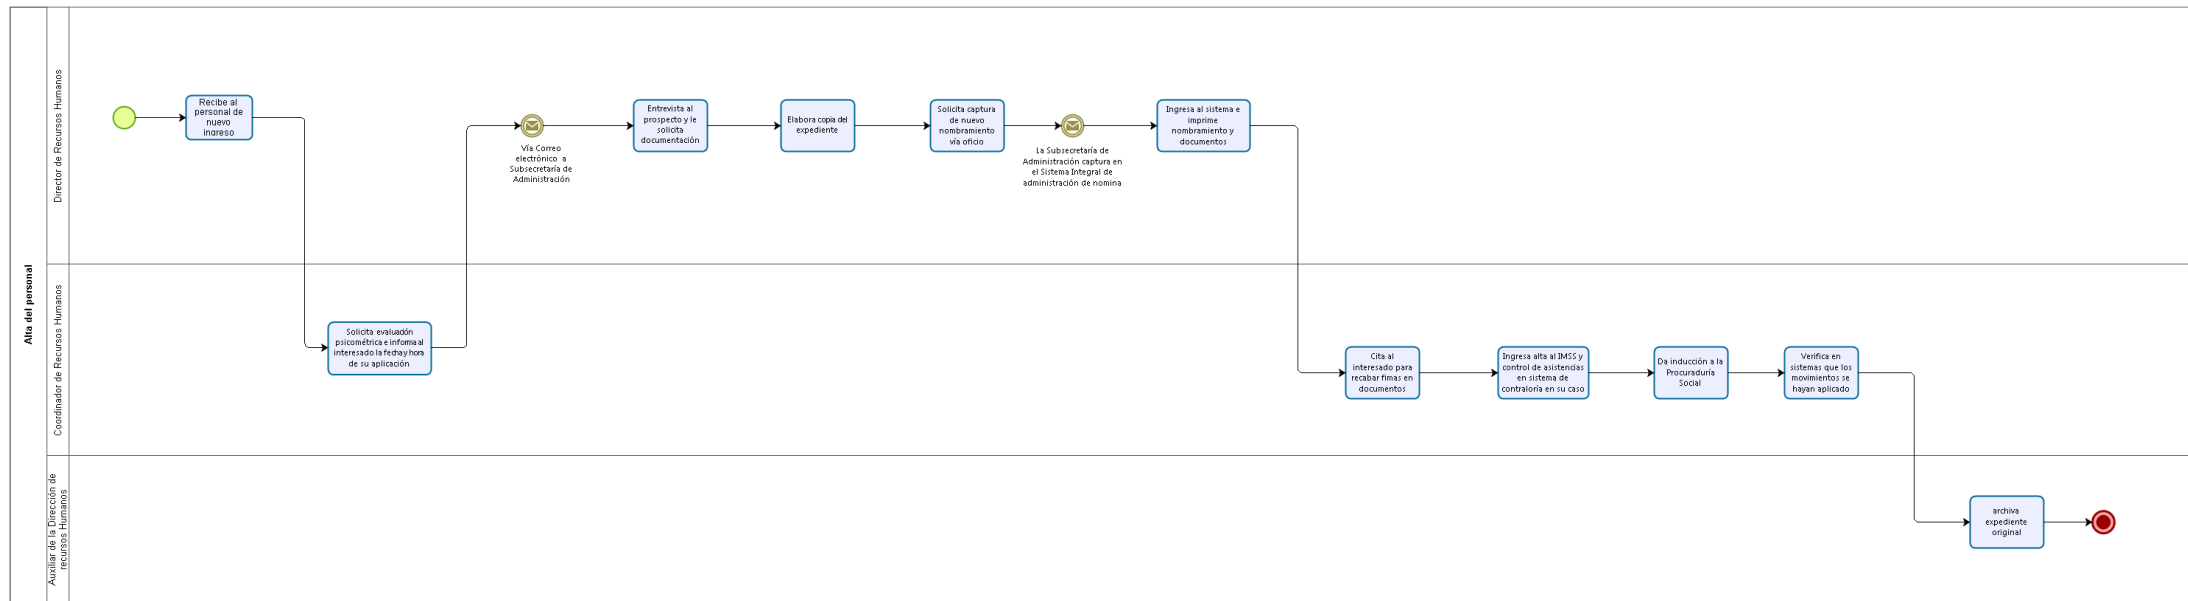 Alta del personal
Director de Recursos Humanos
Recibe al
personal de
nuevo
ingreso
Vía Correo
electrónico a
Subsecretaría de
Administración
Entrevista al
prospecto y le
solicita
documentación
Elabora copia del
expediente
Solicita captura
de nuevo
nombramiento
vía oficio
La Subsecretaría de
Administración captura en
el Sistema Integral de
administración de nomina
Ingresa al sistema e
imprime
nombramiento y
documentos
Coordinador de Recursos Humanos
Solicita evaluación
psicométrica e informa al
interesado la fecha y hora
de su aplicación
Cita al
interesado para
recabar fimas en
documentos
Ingresa alta al IMSS y
control de asistencias
en sistema de
contraloría en su caso
Da inducción a la
Procuraduría
Social
Verifica en
sistemas que los
movimientos se
hayan aplicado
Auxiliar de la Dirección de
recursos Humanos
archiva
expediente
original